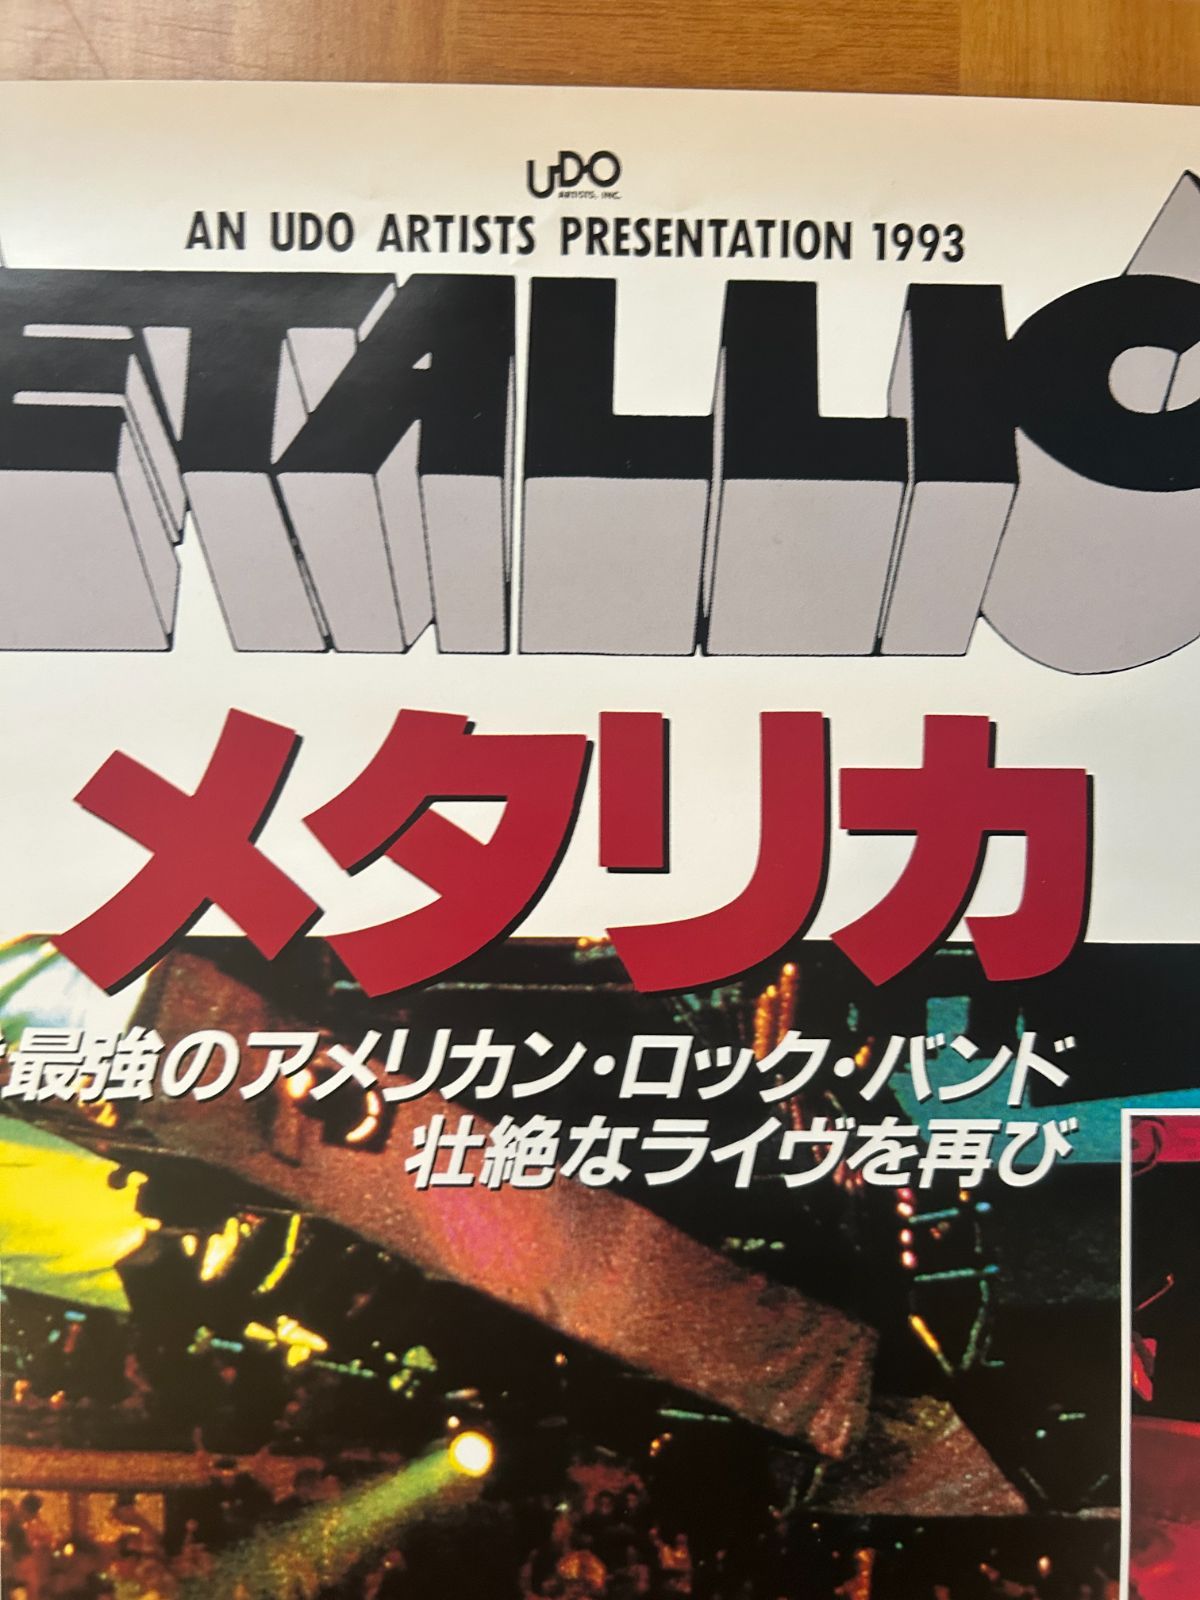 UDO
ARTISTS, INC.
AN UDO ARTISTS PRESENTATION 1993
ETALLIC
メタリカ
最強のアメリカン・ロック・バンド
壮絶なライヴを再び